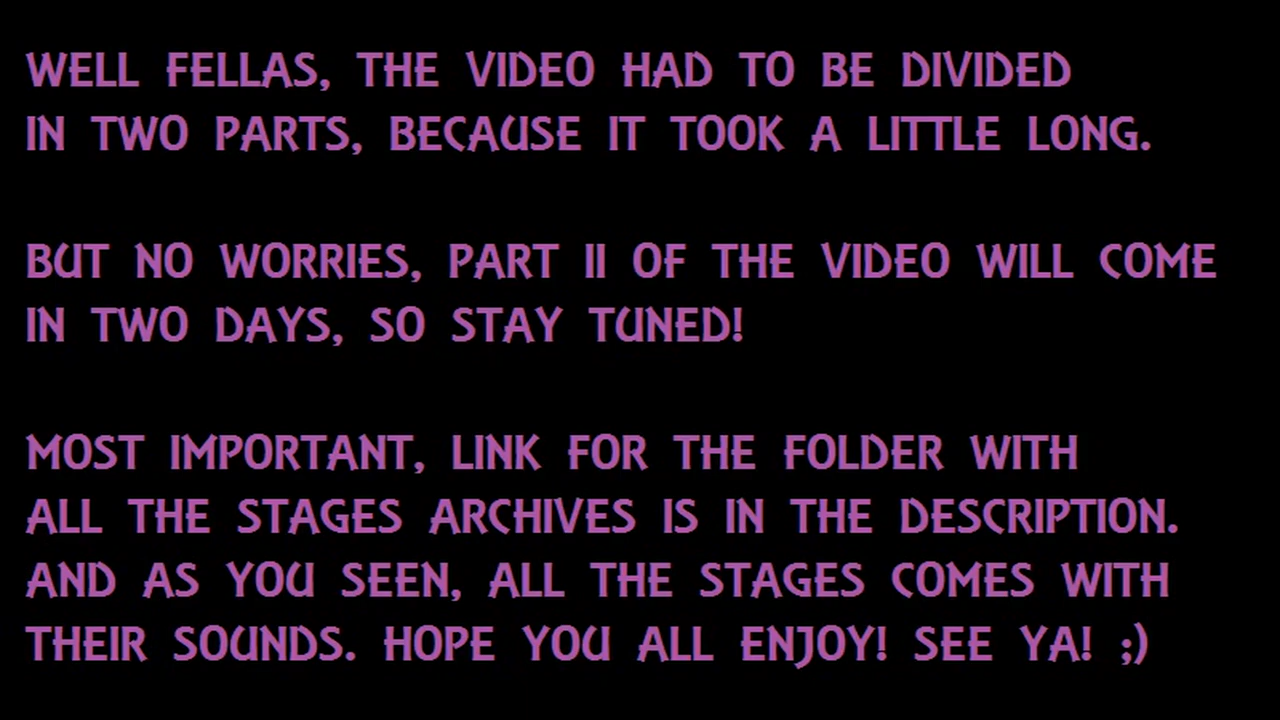 WELL FELLAS, THE VIDEO HAD TO BE DIVIDED
IN TWO PARTS, BECAUSE IT TOOK A LITTLE LONG.
BUT NO WORRIES, PART II OF THE VIDEO WILL COME
IN TWO DAYS, SO STAY TUNED!
MOST IMPORTANT, LINK FOR THE FOLDER WITH
ALL THE STAGES ARCHIVES IS IN THE DESCRIPTION.
AND AS YOU SEEN, ALL THE STAGES COMES WITH
THEIR SOUNDS. HOPE YOU ALL ENJOY! SEE YA! ;)